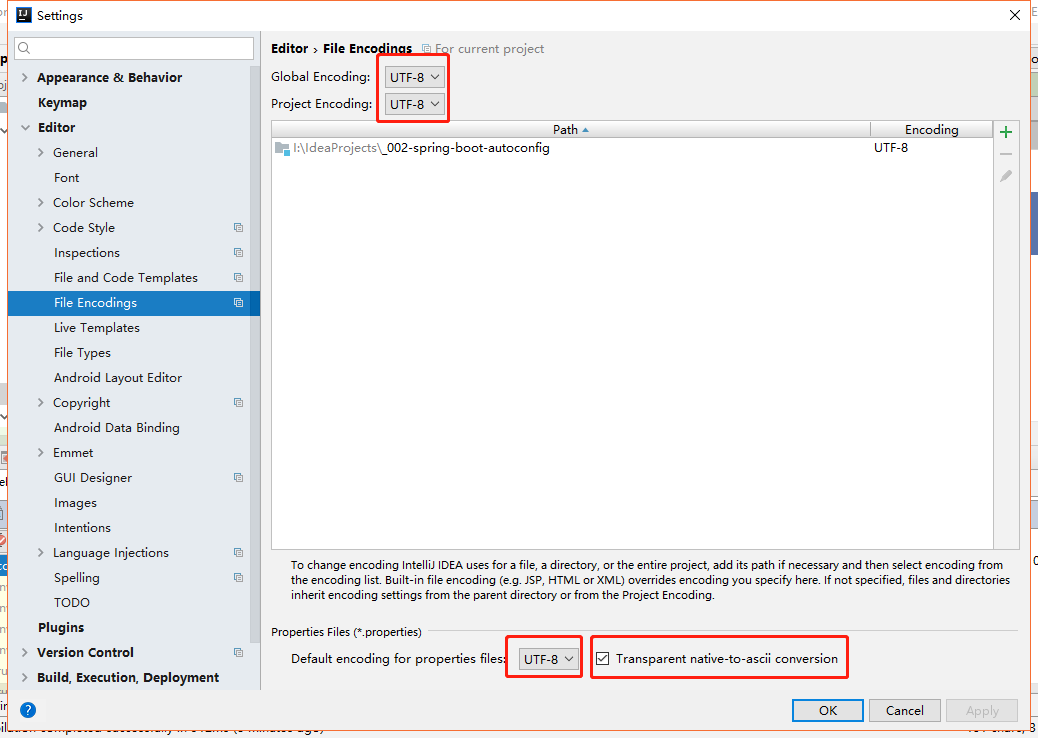 Settings
Editor › File Encodings For current project
Global Encoding: UTF-8
Project Encoding: UTF-8
Appearance & Behavior
Keymap
Editor
General
Font
Color Scheme
Code Style
Inspections
File and Code Templates
File Encodings
Live Templates
File Types
Android Layout Editor
Copyright
Android Data Binding
Emmet
GUI Designer
Images
Intentions
Language Injections
Spelling
TODO
Plugins
Version Control
Build, Execution, Deployment
Path Encoding
I:\IdeaProjects\_002-spring-boot-autoconfig UTF-8
To change encoding IntelliJ IDEA uses for a file, a directory, or the entire project, add its path if necessary and then select encoding from
the encoding list. Built-in file encoding (e.g. JSP, HTML or XML) overrides encoding you specify here. If not specified, files and directories
inherit encoding settings from the parent directory or from the Project Encoding.
Properties Files (*.properties)
Default encoding for properties files: UTF-8 Transparent native-to-ascii conversion
? OK Cancel Apply